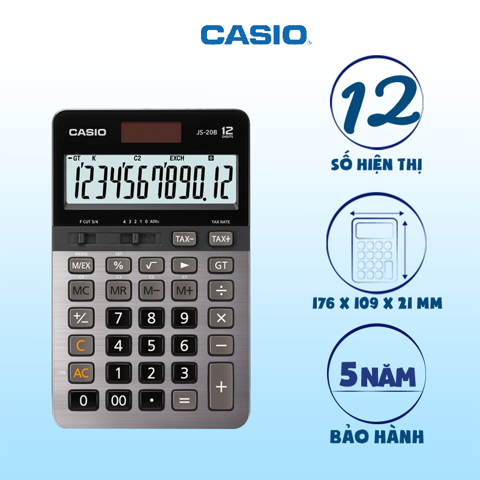 CASIO
CASIO
JS-20B
12
DIGITS
GT K C2 EXCH
1234567890.12
F CUT 5/4
4 3 2 1 0 ADD2
TAX RATE
TAX− TAX+
M/EX % √ ▶ GT
MC MR M− M+ ÷
+/− 7 8 9 ×
C 4 5 6 −
AC 1 2 3 +
0 00 · =
12
SỐ HIỆN THỊ
176 X 109 X 21 MM
5 NĂM
BẢO HÀNH